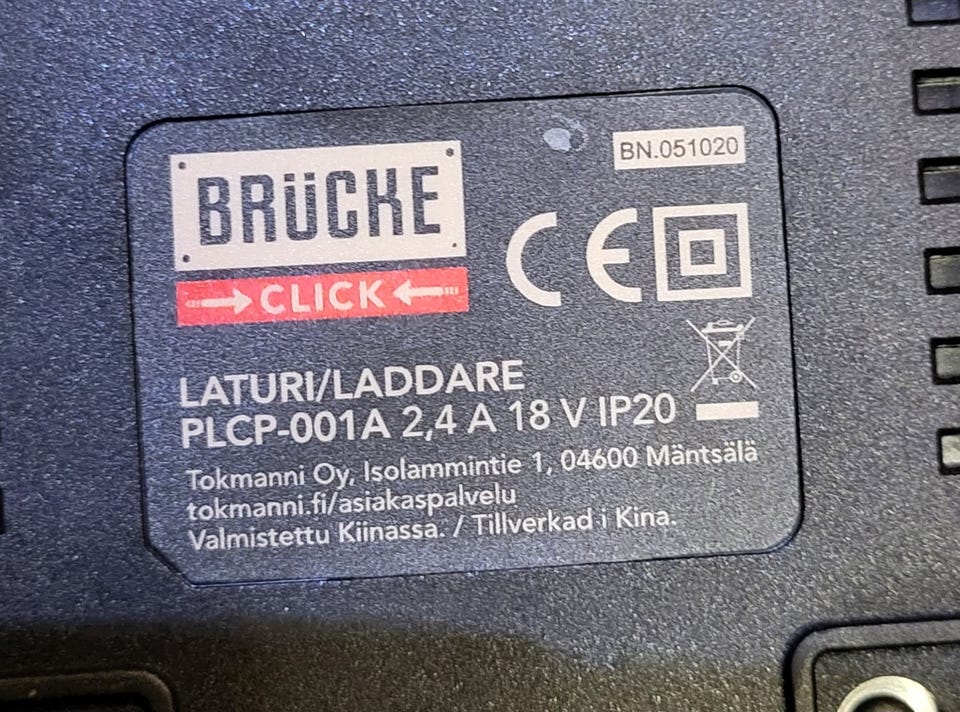 BRÜCKE
CLICK
BN.051020
CE
LATURI/LADDARE
PLCP-001A 2,4 A 18 V IP20
Tokmanni Oy, Isolammintie 1, 04600 Mäntsälä
tokmanni.fi/asiakaspalvelu
Valmistettu Kiinassa. / Tillverkad i Kina.